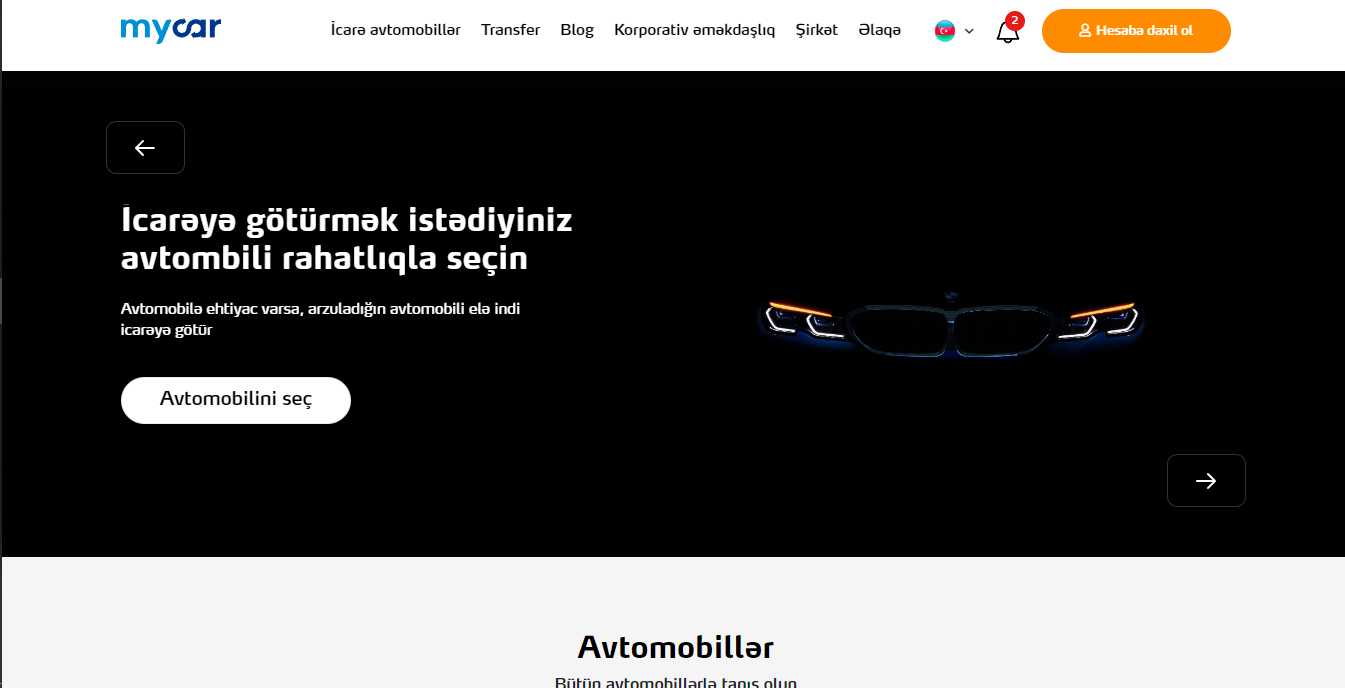 mycar
İcarə avtomobillər
Transfer
Blog
Korporativ əməkdaşlıq
Şirkət
Əlaqə
2
Hesaba daxil ol
İcarəyə götürmək istədiyiniz
avtombili rahatlıqla seçin
Avtomobilə ehtiyac varsa, arzuladığın avtomobili elə indi
icarəyə götür
Avtomobilini seç
Avtomobillər
Bütün avtomobillərlə tanış olun